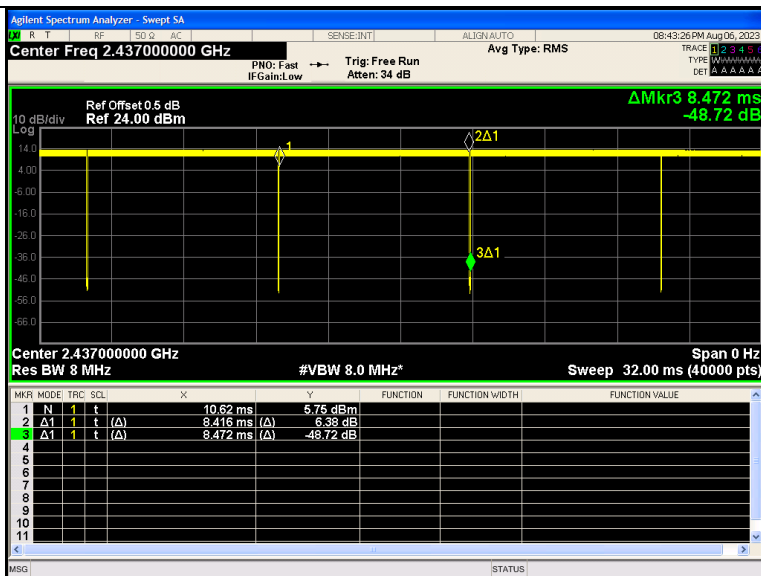 Agilent Spectrum Analyzer - Swept SA
LXI R T RF 50 Ω AC SENSE:INT ALIGN AUTO 08:43:26 PM Aug 06, 2023
Center Freq 2.437000000 GHz Avg Type: RMS TRACE 1 2 3 4 5 6
PNO: Fast Trig: Free Run TYPE WWWWWW
IFGain:Low Atten: 34 dB DET A A A A A A
ΔMkr3 8.472 ms
-48.72 dB
Ref Offset 0.5 dB
10 dB/div Ref 24.00 dBm
Log
14.0
4.00
-6.00
-16.0
-26.0
-36.0
-46.0
-56.0
-66.0
1
2Δ1
3Δ1
Center 2.437000000 GHz Span 0 Hz
Res BW 8 MHz #VBW 8.0 MHz* Sweep 32.00 ms (40000 pts)
MKR MODE TRC SCL X Y FUNCTION FUNCTION WIDTH FUNCTION VALUE
1 N 1 t 10.62 ms 5.75 dBm
2 Δ1 1 t (Δ) 8.416 ms (Δ) 6.38 dB
3 Δ1 1 t (Δ) 8.472 ms (Δ) -48.72 dB
4
5
6
7
8
9
10
11
MSG STATUS